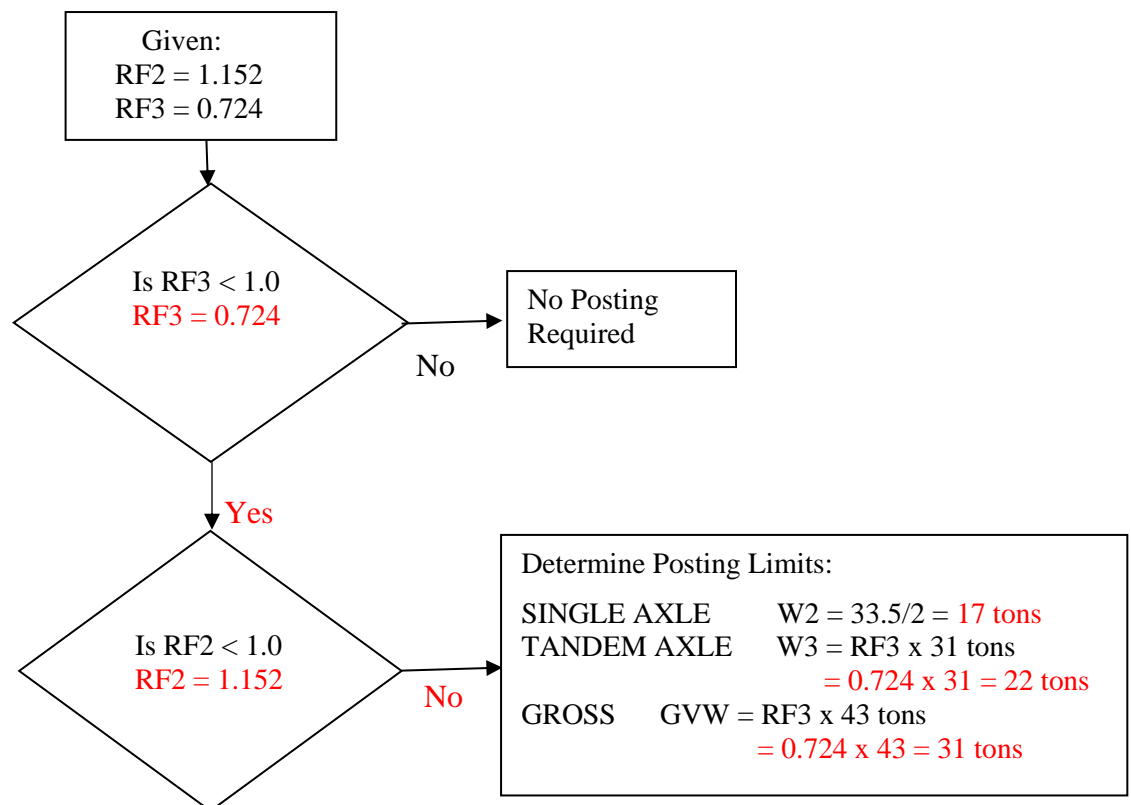 Given:
RF2 = 1.152
RF3 = 0.724
Is RF3 < 1.0
RF3 = 0.724
No
No Posting
Required
Yes
Is RF2 < 1.0
RF2 = 1.152
No
Determine Posting Limits:
SINGLE AXLE W2 = 33.5/2 = 17 tons
TANDEM AXLE W3 = RF3 x 31 tons
= 0.724 x 31 = 22 tons
GROSS GVW = RF3 x 43 tons
= 0.724 x 43 = 31 tons